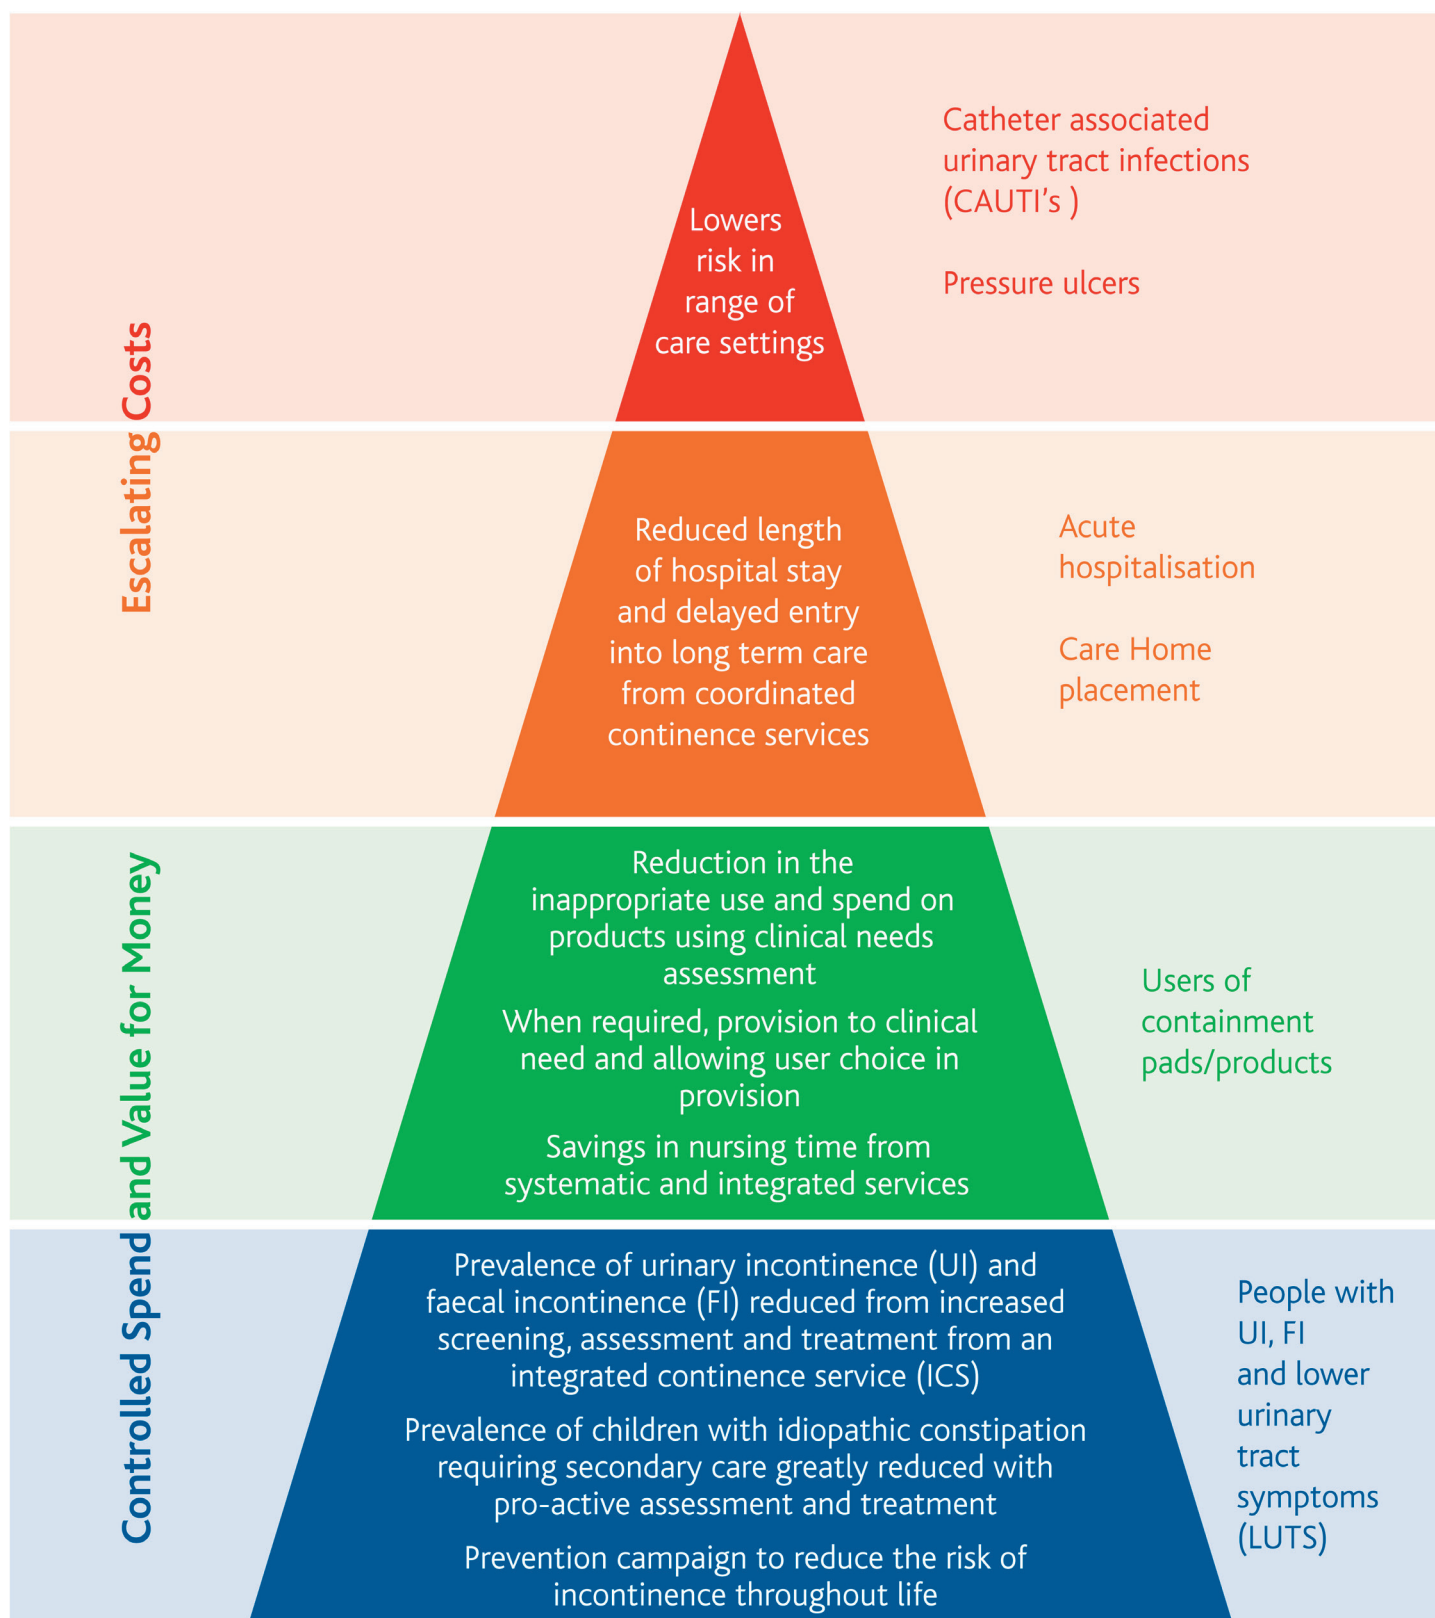 Escalating Costs
Lowers
risk in
range of
care settings
Catheter associated
urinary tract infections
(CAUTI's )
Pressure ulcers
Reduced length
of hospital stay
and delayed entry
into long term care
from coordinated
continence services
Acute
hospitalisation
Care Home
placement
Controlled Spend and Value for Money
Reduction in the
inappropriate use and spend on
products using clinical needs
assessment
When required, provision to clinical
need and allowing user choice in
provision
Savings in nursing time from
systematic and integrated services
Users of
containment
pads/products
Prevalence of urinary incontinence (UI) and
faecal incontinence (FI) reduced from increased
screening, assessment and treatment from an
integrated continence service (ICS)
Prevalence of children with idiopathic constipation
requiring secondary care greatly reduced with
pro-active assessment and treatment
Prevention campaign to reduce the risk of
incontinence throughout life
People with
UI, FI
and lower
urinary
tract
symptoms
(LUTS)